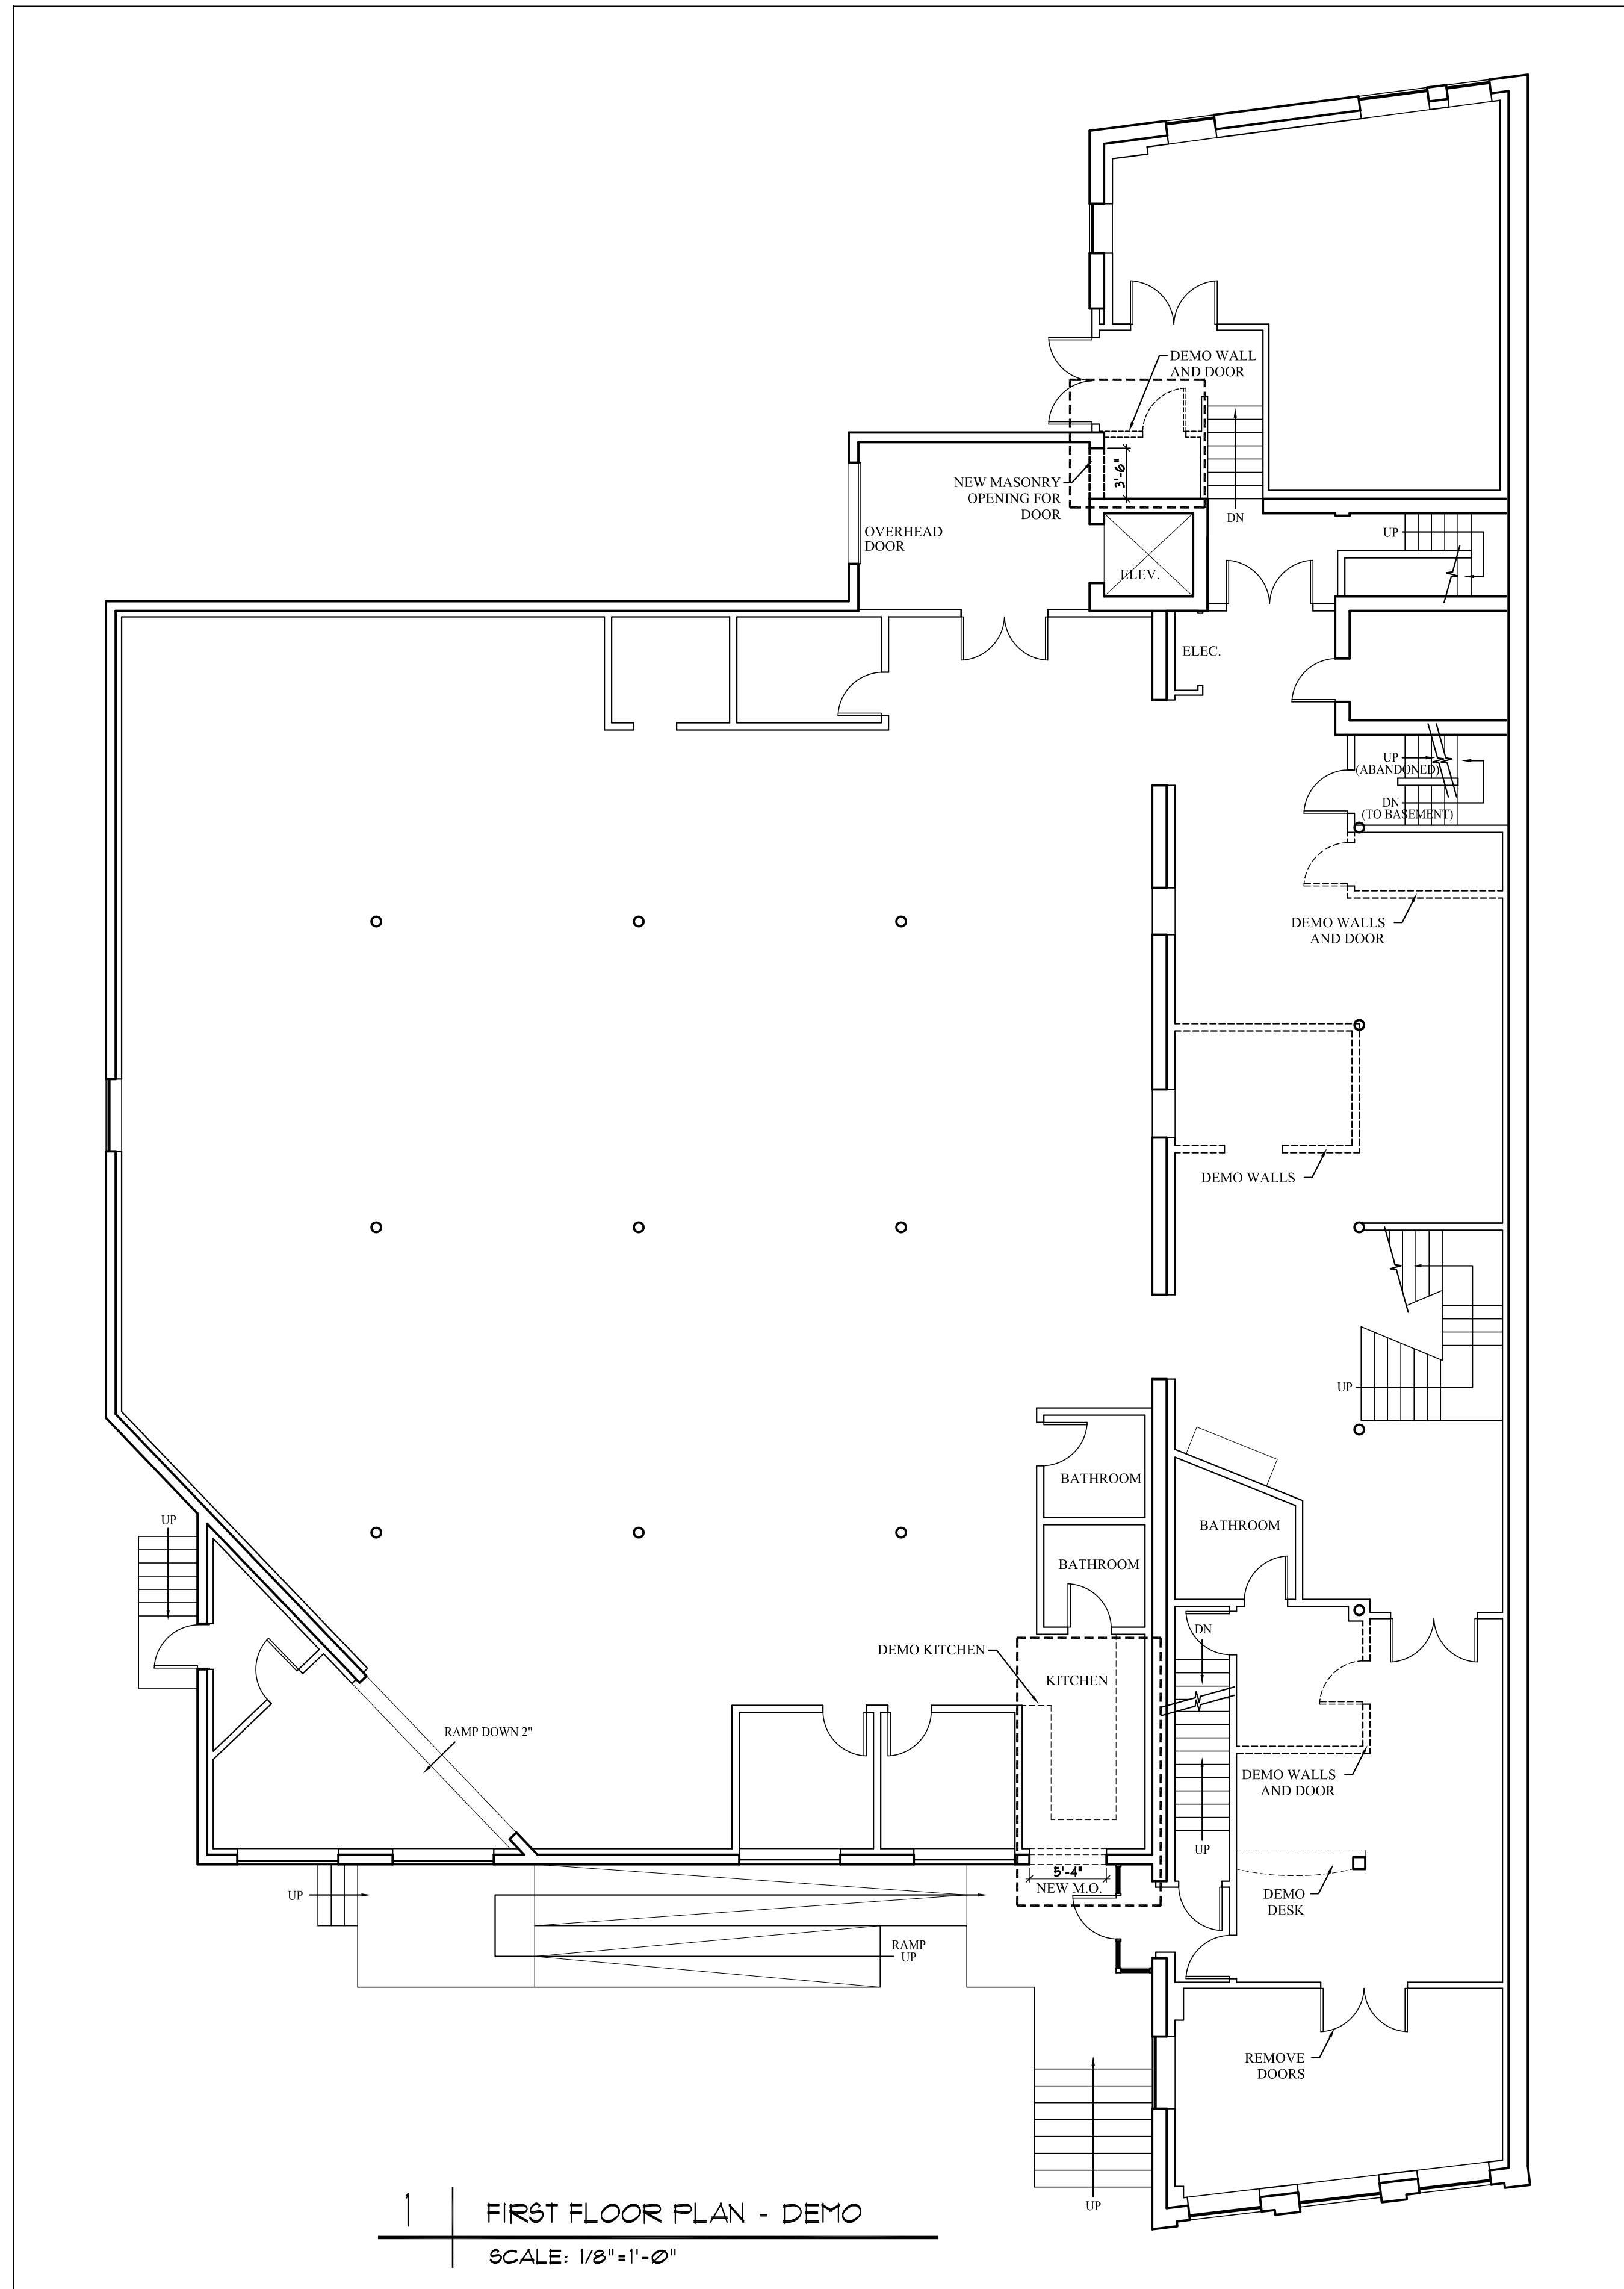 DEMO WALL
AND DOOR
3'-6"
NEW MASONRY
OPENING FOR
DOOR
DN
OVERHEAD
DOOR
UP
ELEV.
ELEC.
UP
(ABANDONED)
DN
(TO BASEMENT)
DEMO WALLS
AND DOOR
DEMO WALLS
UP
BATHROOM
UP
BATHROOM
BATHROOM
DN
DEMO KITCHEN
KITCHEN
RAMP DOWN 2"
DEMO WALLS
AND DOOR
UP
5'-4"
NEW M.O.
UP
DEMO
DESK
RAMP
UP
REMOVE
DOORS
UP
1
FIRST FLOOR PLAN - DEMO
SCALE: 1/8"=1'-0"